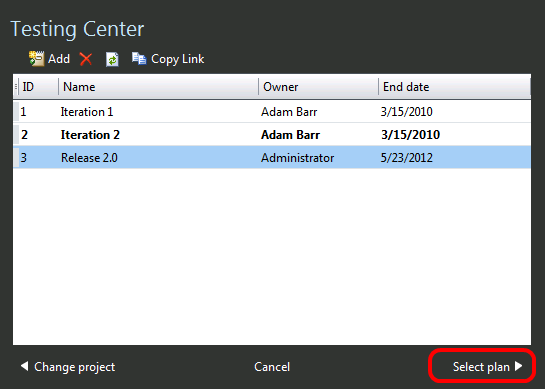 Testing Center
Add Copy Link
ID Name Owner End date
1 Iteration 1 Adam Barr 3/15/2010
2 Iteration 2 Adam Barr 3/15/2010
3 Release 2.0 Administrator 5/23/2012
Change project Cancel Select plan